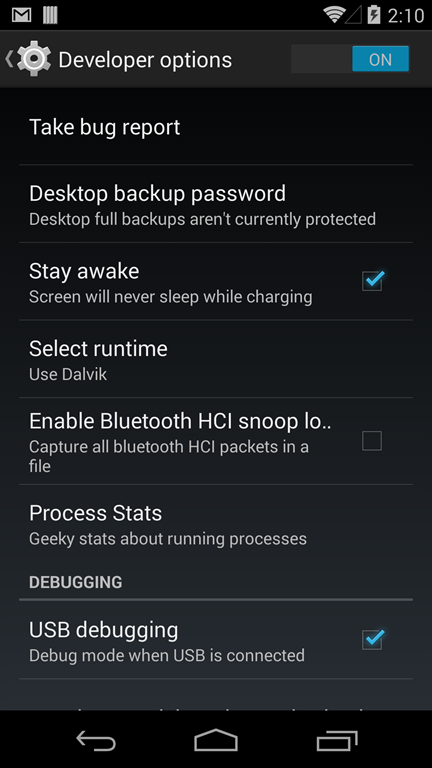 2:10
Developer options
ON
Take bug report
Desktop backup password
Desktop full backups aren't currently protected
Stay awake
Screen will never sleep while charging
Select runtime
Use Dalvik
Enable Bluetooth HCI snoop lo..
Capture all bluetooth HCI packets in a
file
Process Stats
Geeky stats about running processes
DEBUGGING
USB debugging
Debug mode when USB is connected